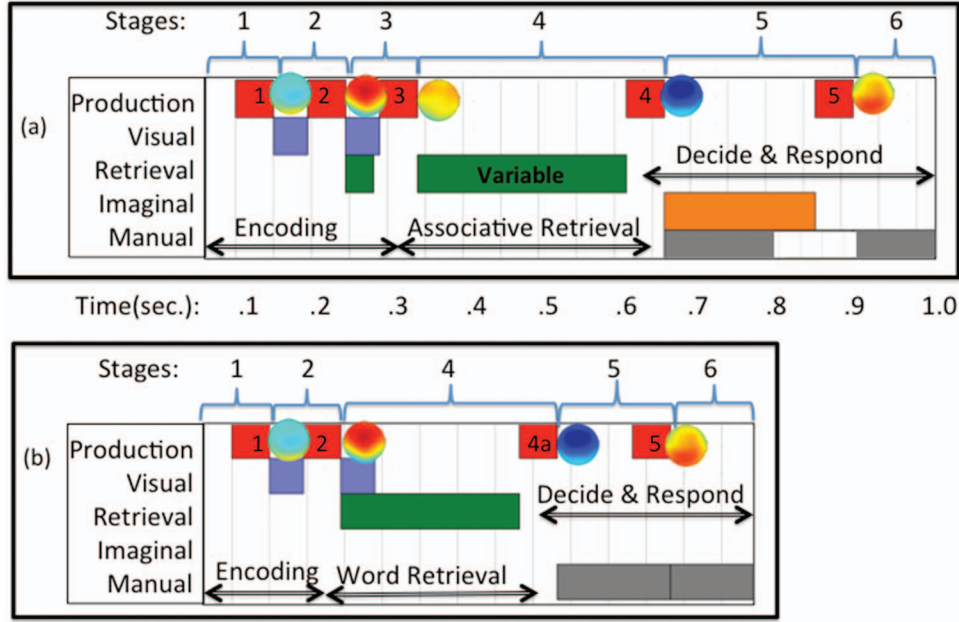 Stages: 1 2 3 4 5 6
(a)
Production 1 2 3 4 5
Visual
Retrieval Variable Decide & Respond
Imaginal
Manual Encoding Associative Retrieval
Time(sec.): .1 .2 .3 .4 .5 .6 .7 .8 .9 1.0
Stages: 1 2 4 5 6
(b)
Production 1 2 4a 5
Visual
Retrieval Decide & Respond
Imaginal
Manual Encoding Word Retrieval